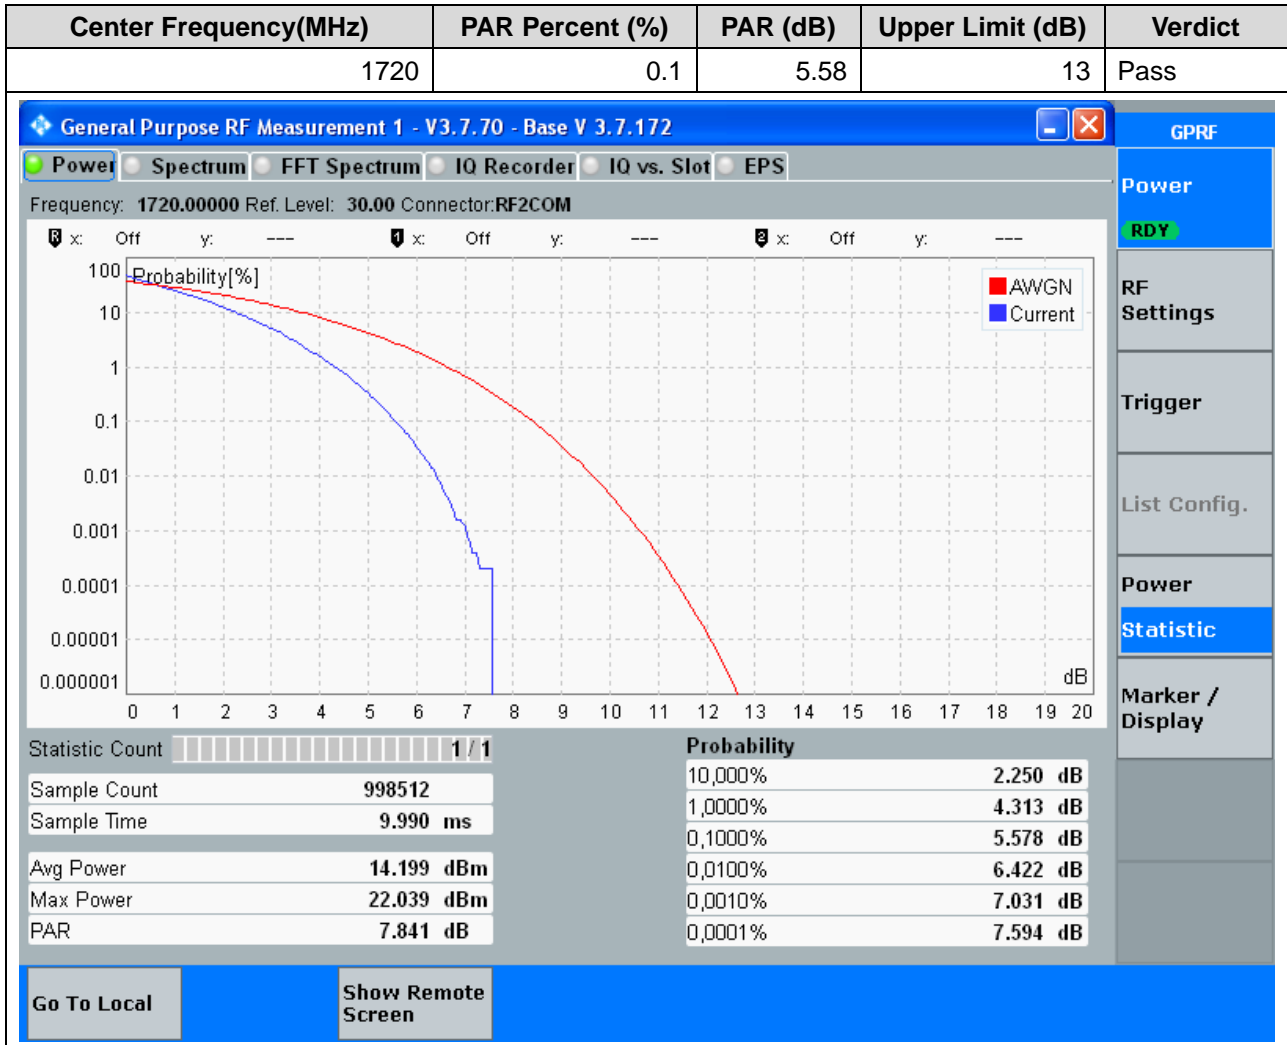 Center Frequency(MHz) PAR Percent (%) PAR (dB) Upper Limit (dB) Verdict
1720 0.1 5.58 13 Pass
General Purpose RF Measurement 1 - V3.7.70 - Base V 3.7.172
GPRF
Power Spectrum FFT Spectrum IQ Recorder IQ vs. Slot EPS
Frequency: 1720.00000 Ref. Level: 30.00 Connector:RF2COM
R x: Off y: --- 1 x: Off y: --- 2 x: Off y: ---
Probability[%]
AWGN
Current
100
10
1
0.1
0.01
0.001
0.0001
0.00001
0.000001
dB
0 1 2 3 4 5 6 7 8 9 10 11 12 13 14 15 16 17 18 19 20
Statistic Count 1 / 1
Sample Count 998512
Sample Time 9.990 ms
Avg Power 14.199 dBm
Max Power 22.039 dBm
PAR 7.841 dB
Probability
10,000% 2.250 dB
1,0000% 4.313 dB
0,1000% 5.578 dB
0,0100% 6.422 dB
0,0010% 7.031 dB
0,0001% 7.594 dB
Power
RDY
RF
Settings
Trigger
List Config.
Power
Statistic
Marker /
Display
Go To Local
Show Remote
Screen